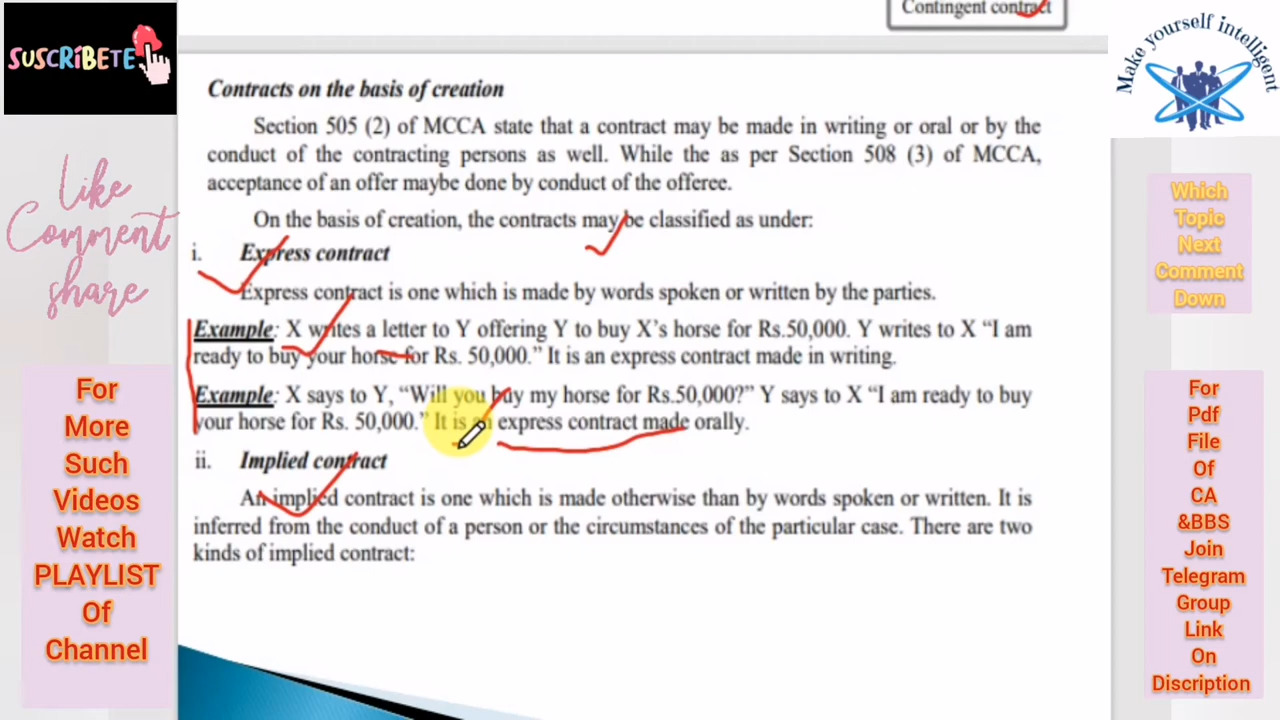 Contingent contract
SUSCRIBETE
Make yourself intelligent
Contracts on the basis of creation
Section 505 (2) of MCCA state that a contract may be made in writing or oral or by the
conduct of the contracting persons as well. While the as per Section 508 (3) of MCCA,
acceptance of an offer maybe done by conduct of the offeree.
On the basis of creation, the contracts may be classified as under:
i. Express contract
Express contract is one which is made by words spoken or written by the parties.
Example: X writes a letter to Y offering Y to buy X's horse for Rs.50,000. Y writes to X “I am
ready to buy your horse for Rs. 50,000.” It is an express contract made in writing.
Example: X says to Y, “Will you buy my horse for Rs.50,000?” Y says to X “I am ready to buy
your horse for Rs. 50,000.” It is an express contract made orally.
ii. Implied contract
An implied contract is one which is made otherwise than by words spoken or written. It is
inferred from the conduct of a person or the circumstances of the particular case. There are two
kinds of implied contract:
like
Comment
share
For
More
Such
Videos
Watch
PLAYLIST
Of
Channel
Which
Topic
Next
Comment
Down
For
Pdf
File
Of
CA
&BBS
Join
Telegram
Group
Link
On
Discription